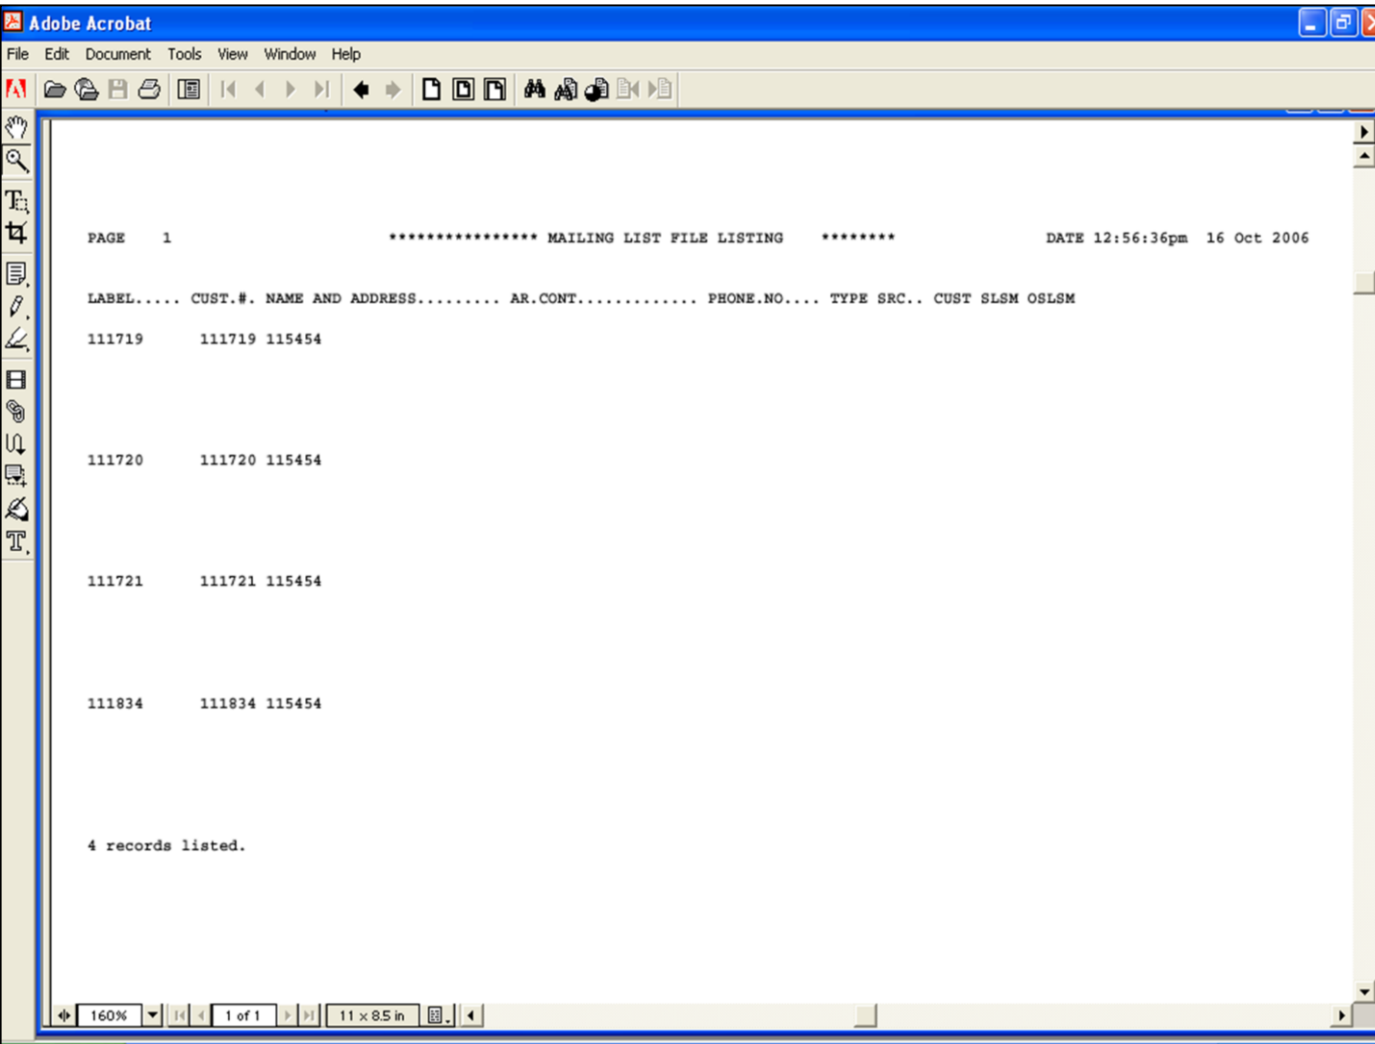 Adobe Acrobat
File Edit Document Tools View Window Help
PAGE 1 **************** MAILING LIST FILE LISTING ******** DATE 12:56:36pm 16 Oct 2006
LABEL..... CUST.#. NAME AND ADDRESS......... AR.CONT............. PHONE.NO.... TYPE SRC.. CUST SLSM OSLSM
111719 111719 115454
111720 111720 115454
111721 111721 115454
111834 111834 115454
4 records listed.
160% 1 of 1 11 x 8.5 in